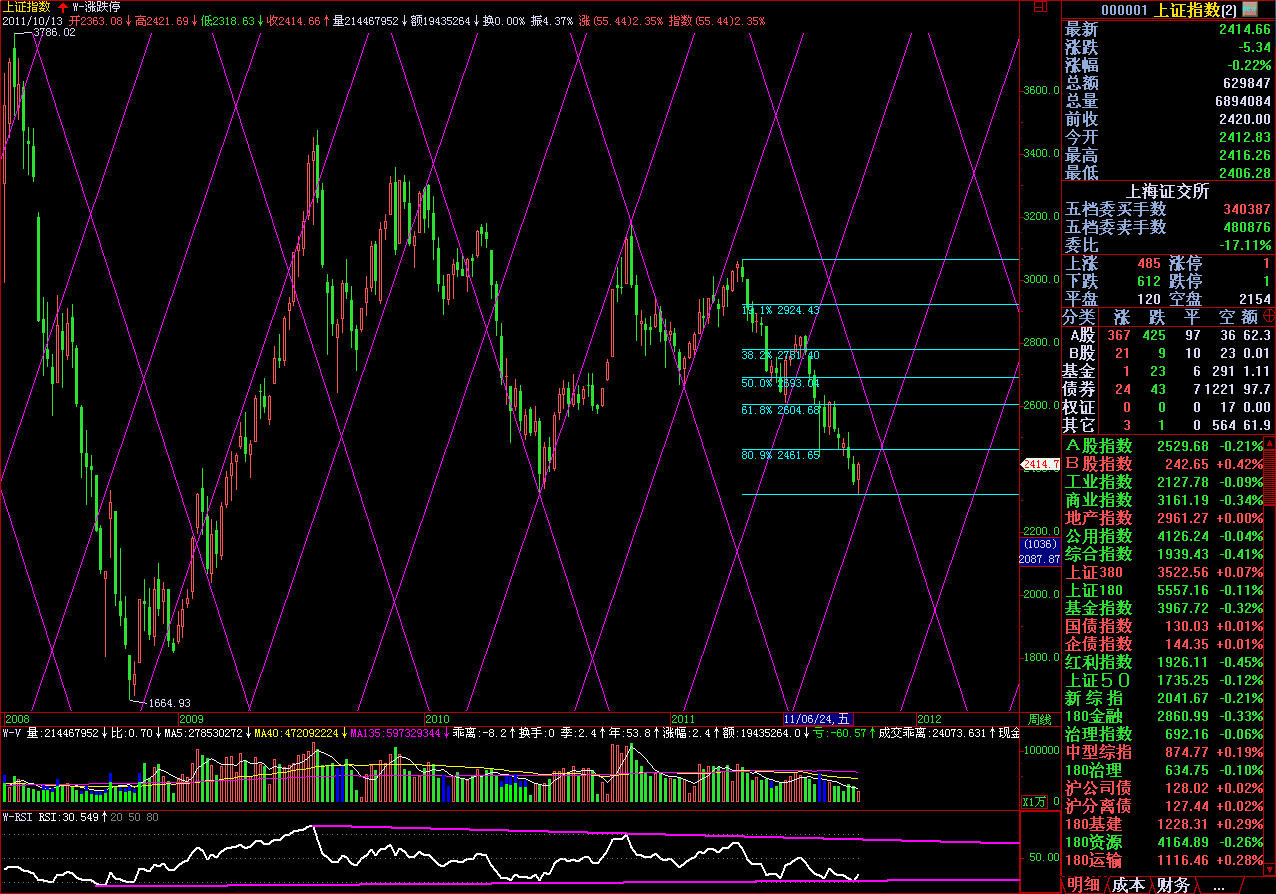 上证指数 ↑ W-涨跌停
2011/10/13 开2363.08↓高2421.69↓低2318.63↓收2414.66↑量214467952↓额19435264↓换0.00% 振4.37% 涨(55.44)2.35% 指数(55.44)2.35%
3786.02
3600.0
3400.0
3200.0
3000.0
2800.0
2600.0
2414.7
2200.0
(1036)
2087.87
2000.0
1800.0
19.1% 2924.43
38.2% 2781.40
50.0% 2693.04
61.8% 2604.68
80.9% 2461.65
1664.93
2008 2009 2010 2011 11/06/24,五 2012 周线
W-V 量:214467952↓比:0.70↓MA5:278530272↓MA40:472092224↓MA135:597329344↓乖离:-8.2↑换手:0 季:2.4↑年:53.8↑涨幅:2.4↑额:19435264.0↓亏:-60.57↑成交乖离:24073.631↑现金
100000
X1万 0
W-RSI RSI:30.549↑20 50 80
50.00
000001 上证指数(2)
最新 2414.66
涨跌 -5.34
涨幅 -0.22%
总额 629847
总量 6894084
前收 2420.00
今开 2412.83
最高 2416.26
最低 2406.28
上海证交所
五档委买手数 340387
五档委卖手数 480876
委比 -17.11%
上涨 485 涨停 1
下跌 612 跌停 1
平盘 120 空盘 2154
分类 涨 跌 平 空 额
A股 367 425 97 36 62.3
B股 21 9 10 23 0.01
基金 1 23 6 291 1.11
债券 24 43 7 1221 97.7
权证 0 0 0 17 0.00
其它 3 1 0 564 61.9
A股指数 2529.68 -0.21%
B股指数 242.65 +0.42%
工业指数 2127.78 -0.09%
商业指数 3161.19 -0.34%
地产指数 2961.27 +0.00%
公用指数 4126.24 -0.04%
综合指数 1939.43 -0.41%
上证380 3522.56 +0.07%
上证180 5557.16 -0.11%
基金指数 3967.72 -0.32%
国债指数 130.03 +0.01%
企债指数 144.35 +0.01%
红利指数 1926.11 -0.45%
上证50 1735.25 -0.12%
新综指 2041.67 -0.21%
180金融 2860.99 -0.33%
治理指数 692.16 -0.06%
中型综指 874.77 +0.19%
180治理 634.75 -0.10%
沪公司债 128.02 +0.02%
沪分离债 127.44 +0.02%
180基建 1228.31 +0.29%
180资源 4164.89 -0.26%
180运输 1116.46 +0.28%
明细 成本 财务 ...